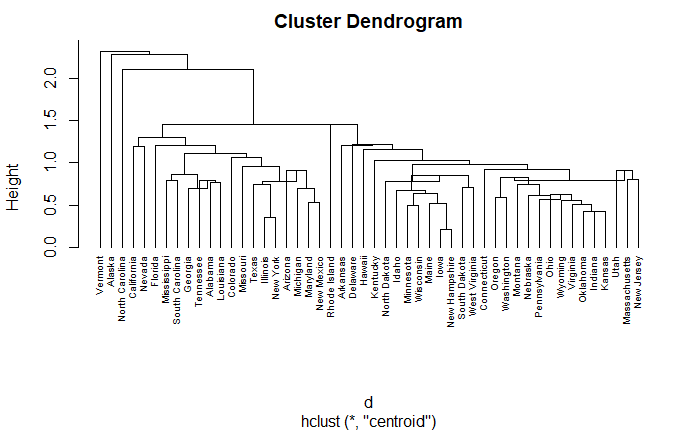 Cluster Dendrogram
Height
2.0
1.5
1.0
0.5
0.0
Vermont
Alaska
North Carolina
California
Nevada
Florida
Mississippi
South Carolina
Georgia
Tennessee
Alabama
Louisiana
Colorado
Missouri
Texas
Illinois
New York
Arizona
Michigan
Maryland
New Mexico
Rhode Island
Arkansas
Delaware
Hawaii
Kentucky
North Dakota
Idaho
Minnesota
Wisconsin
Maine
Iowa
New Hampshire
South Dakota
West Virginia
Connecticut
Oregon
Washington
Montana
Nebraska
Pennsylvania
Ohio
Wyoming
Virginia
Oklahoma
Indiana
Kansas
Utah
Massachusetts
New Jersey
d
hclust (*, "centroid")